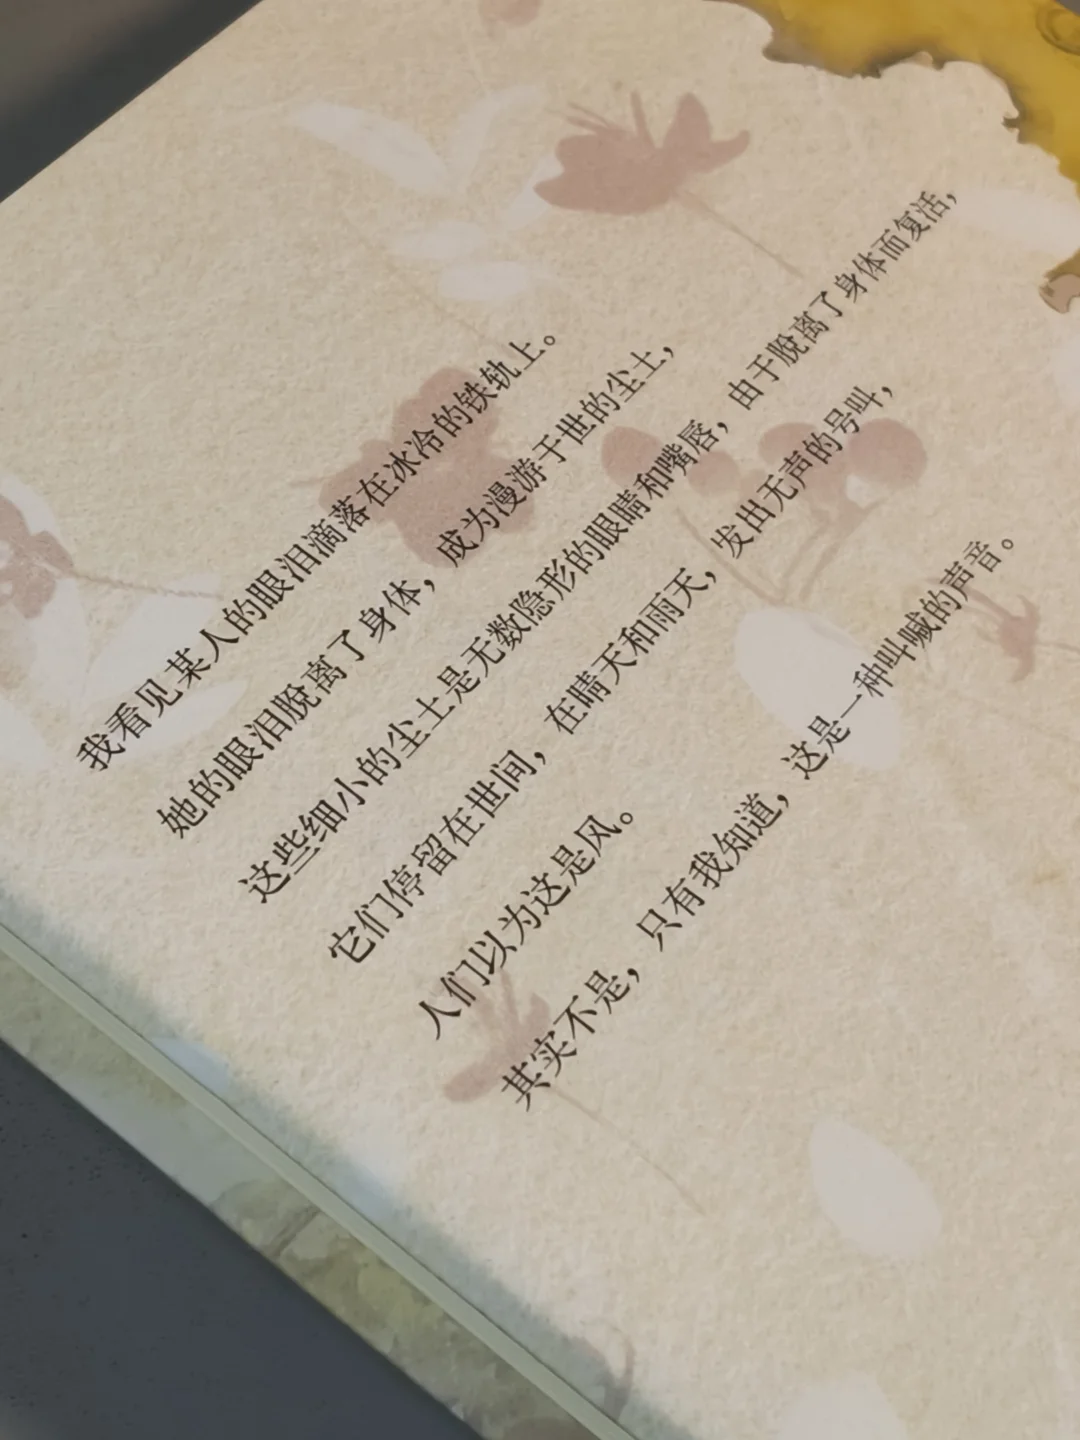 我看见某人的眼泪滴落在冰冷的铁轨上。
她的眼泪脱离了身体，成为漫游于世的尘土，
这些细小的尘土是无数隐形的眼睛和嘴唇，由于脱离了身体而复活，
它们停留在世间，在晴天和雨天，发出无声的号叫，
人们以为这是风。
其实不是，只有我知道，这是一种叫喊的声音。